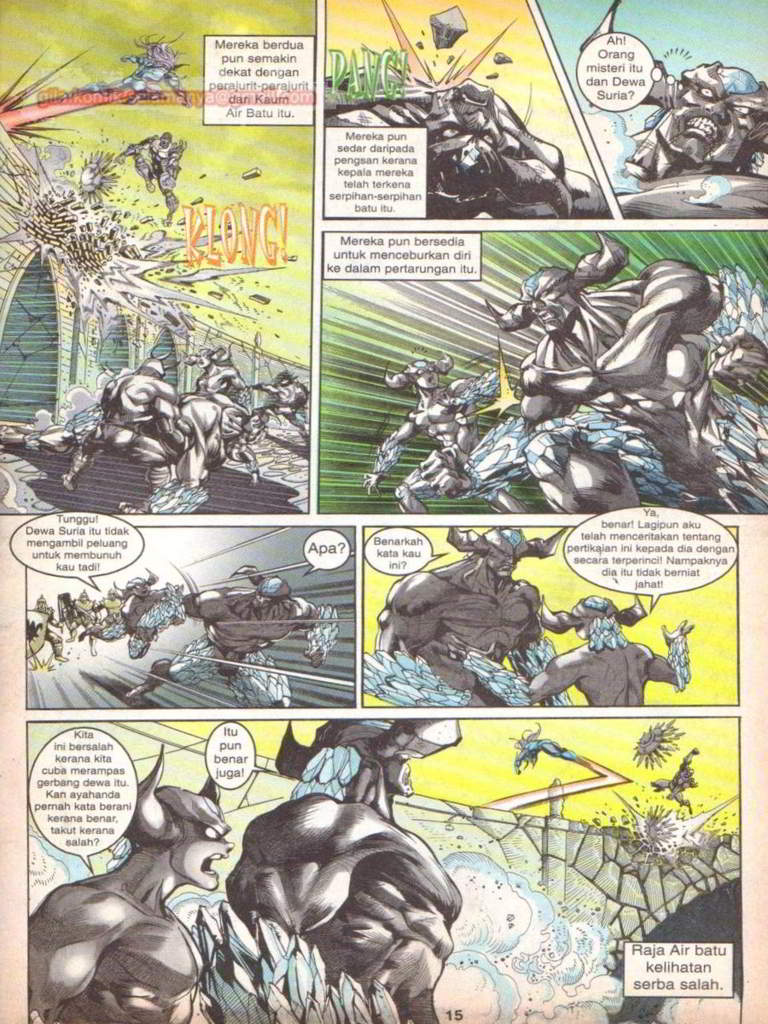 Mereka berdua
pun semakin
dekat dengan
perajurit-perajurit
dari Kaum
Air Batu itu.
KLONG!
PANG!
Mereka pun
sedar daripada
pengsan kerana
kepala mereka
telah terkena
serpihan-serpihan
batu itu.
Ah!
Orang
misteri itu
dan Dewa
Suria?
Mereka pun bersedia
untuk menceburkan diri
ke dalam pertarungan itu.
Tunggu!
Dewa Suria itu tidak
mengambil peluang
untuk membunuh
kau tadi!
Apa?
Benarkah
kata kau
ini?
Ya,
benar! Lagipun aku
telah menceritakan tentang
pertikaian ini kepada dia dengan
secara terperinci! Nampaknya
dia itu tidak berniat
jahat!
Kita
ini bersalah
kerana kita
cuba merampas
gerbang dewa itu.
Kan ayahanda
pernah kata berani
kerana benar,
takut kerana
salah?
Itu
pun
benar
juga!
Raja Air batu
kelihatan
serba salah.
15